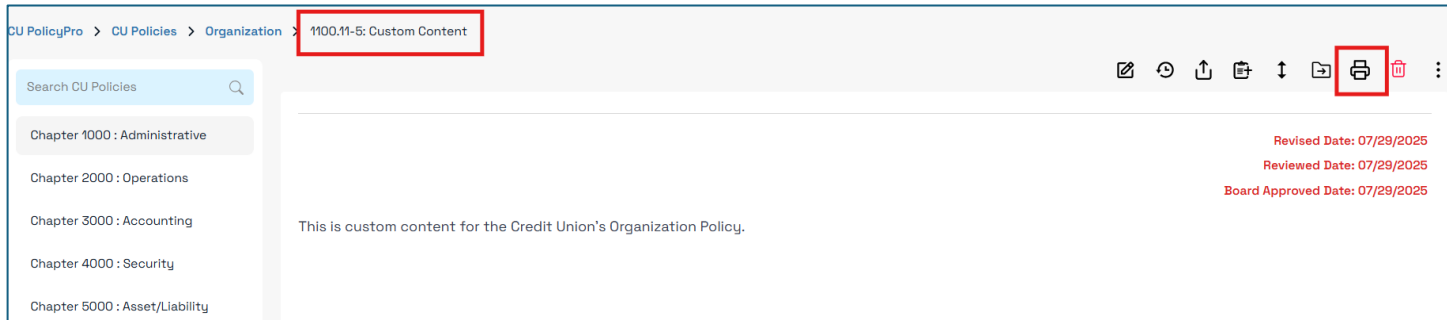 CU PolicyPro > CU Policies > Organization > 1100.11-5: Custom Content
Search CU Policies
Chapter 1000 : Administrative
Chapter 2000 : Operations
Chapter 3000 : Accounting
Chapter 4000 : Security
Chapter 5000 : Asset/Liability
Revised Date: 07/29/2025
Reviewed Date: 07/29/2025
Board Approved Date: 07/29/2025
This is custom content for the Credit Union's Organization Policy.